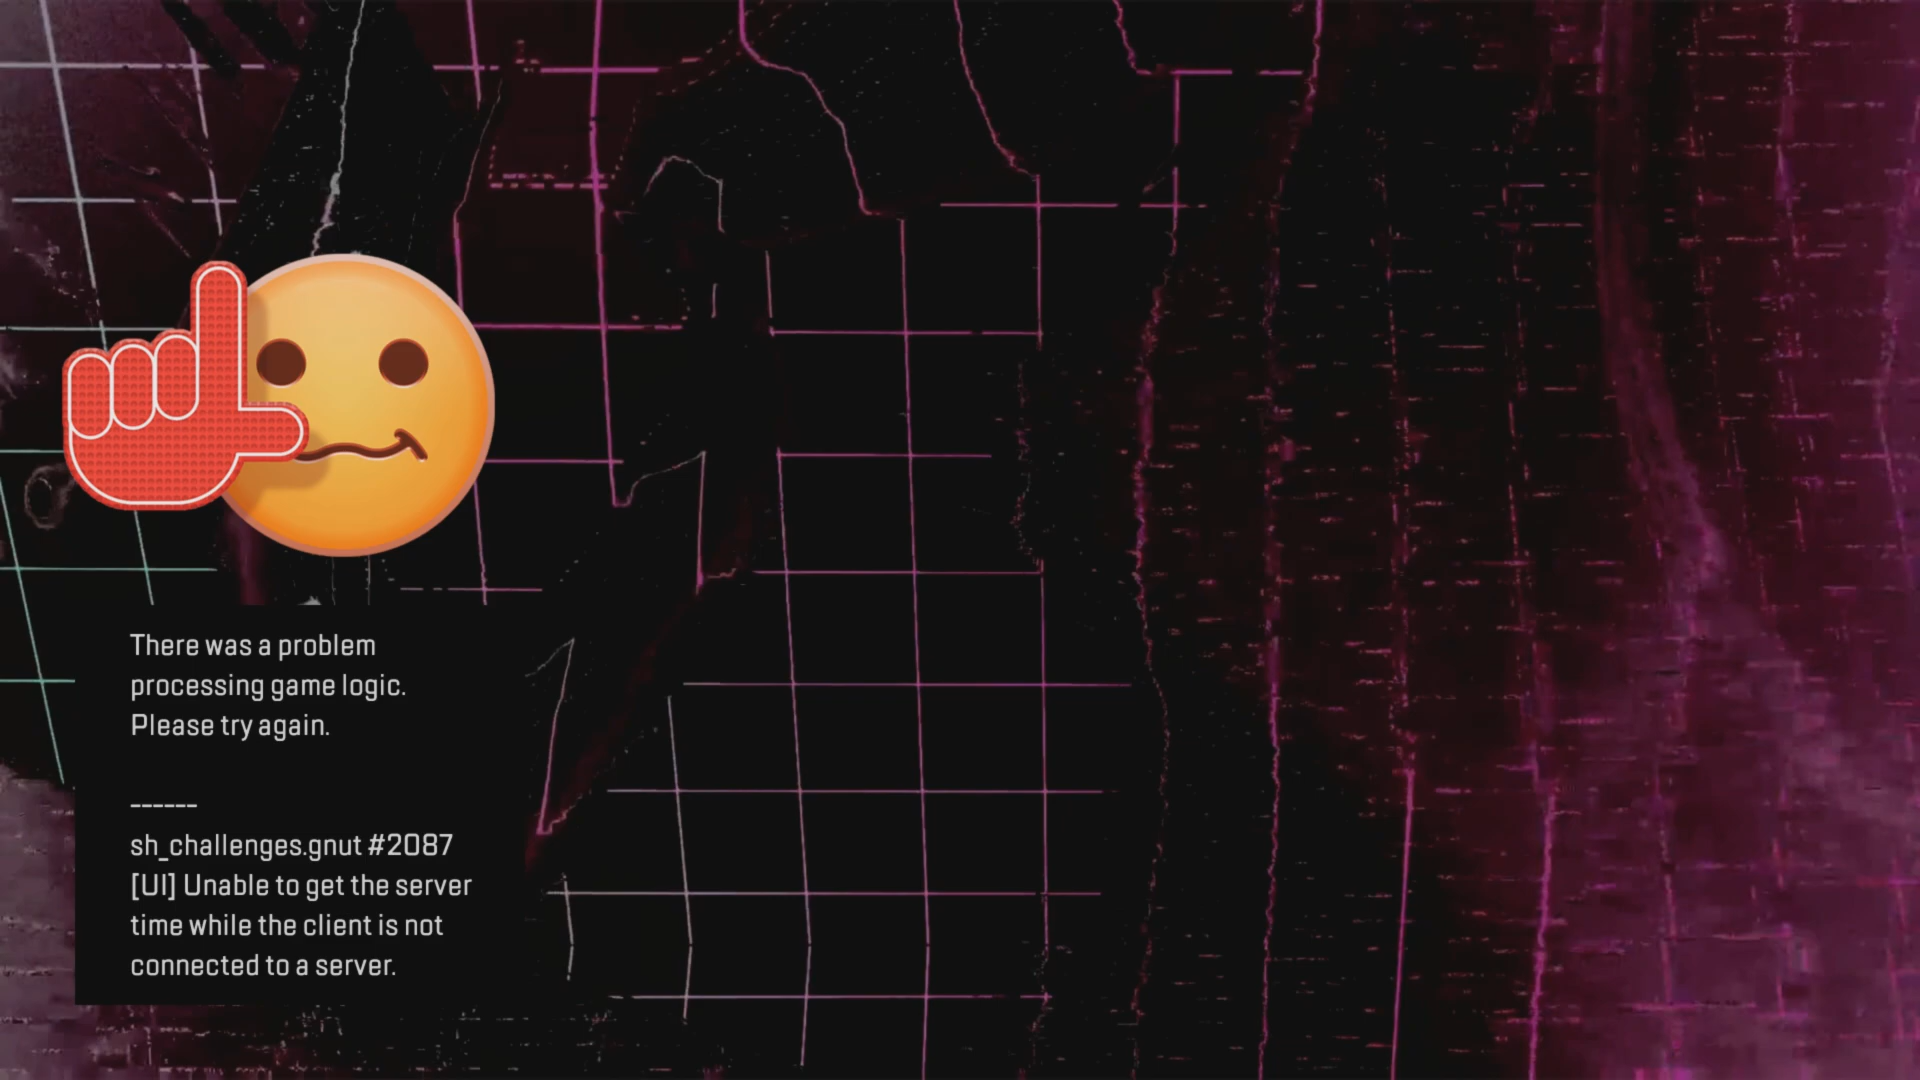 There was a problem
processing game logic.
Please try again.
------
sh_challenges.gnut #2087
[UI] Unable to get the server
time while the client is not
connected to a server.